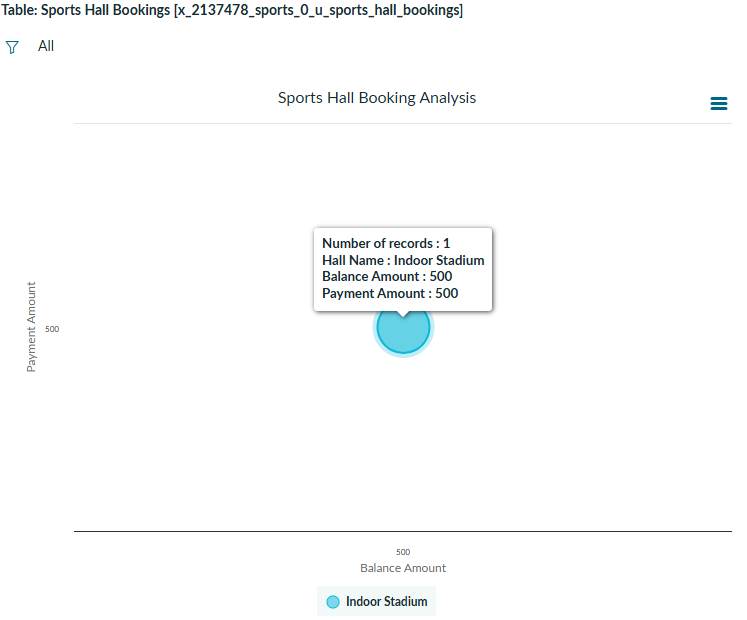 Table: Sports Hall Bookings [x_2137478_sports_0_u_sports_hall_bookings]
All
Sports Hall Booking Analysis
Number of records : 1
Hall Name : Indoor Stadium
Balance Amount : 500
Payment Amount : 500
Payment Amount
500
500
Balance Amount
Indoor Stadium